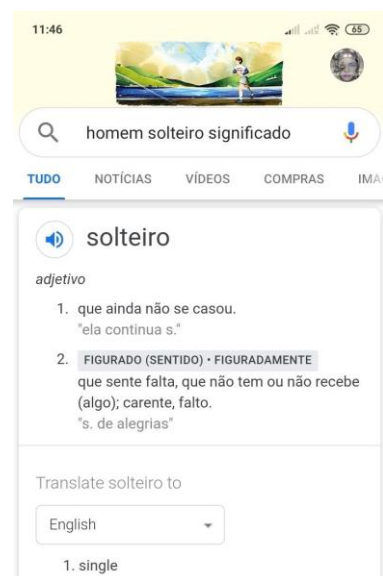 11:46
65
homem solteiro significado
TUDO NOTÍCIAS VÍDEOS COMPRAS IMA
solteiro
adjetivo
1. que ainda não se casou.
"ela continua s."
2. FIGURADO (SENTIDO) • FIGURADAMENTE
que sente falta, que não tem ou não recebe
(algo); carente, falto.
"s. de alegrias"
Translate solteiro to
English
1. single